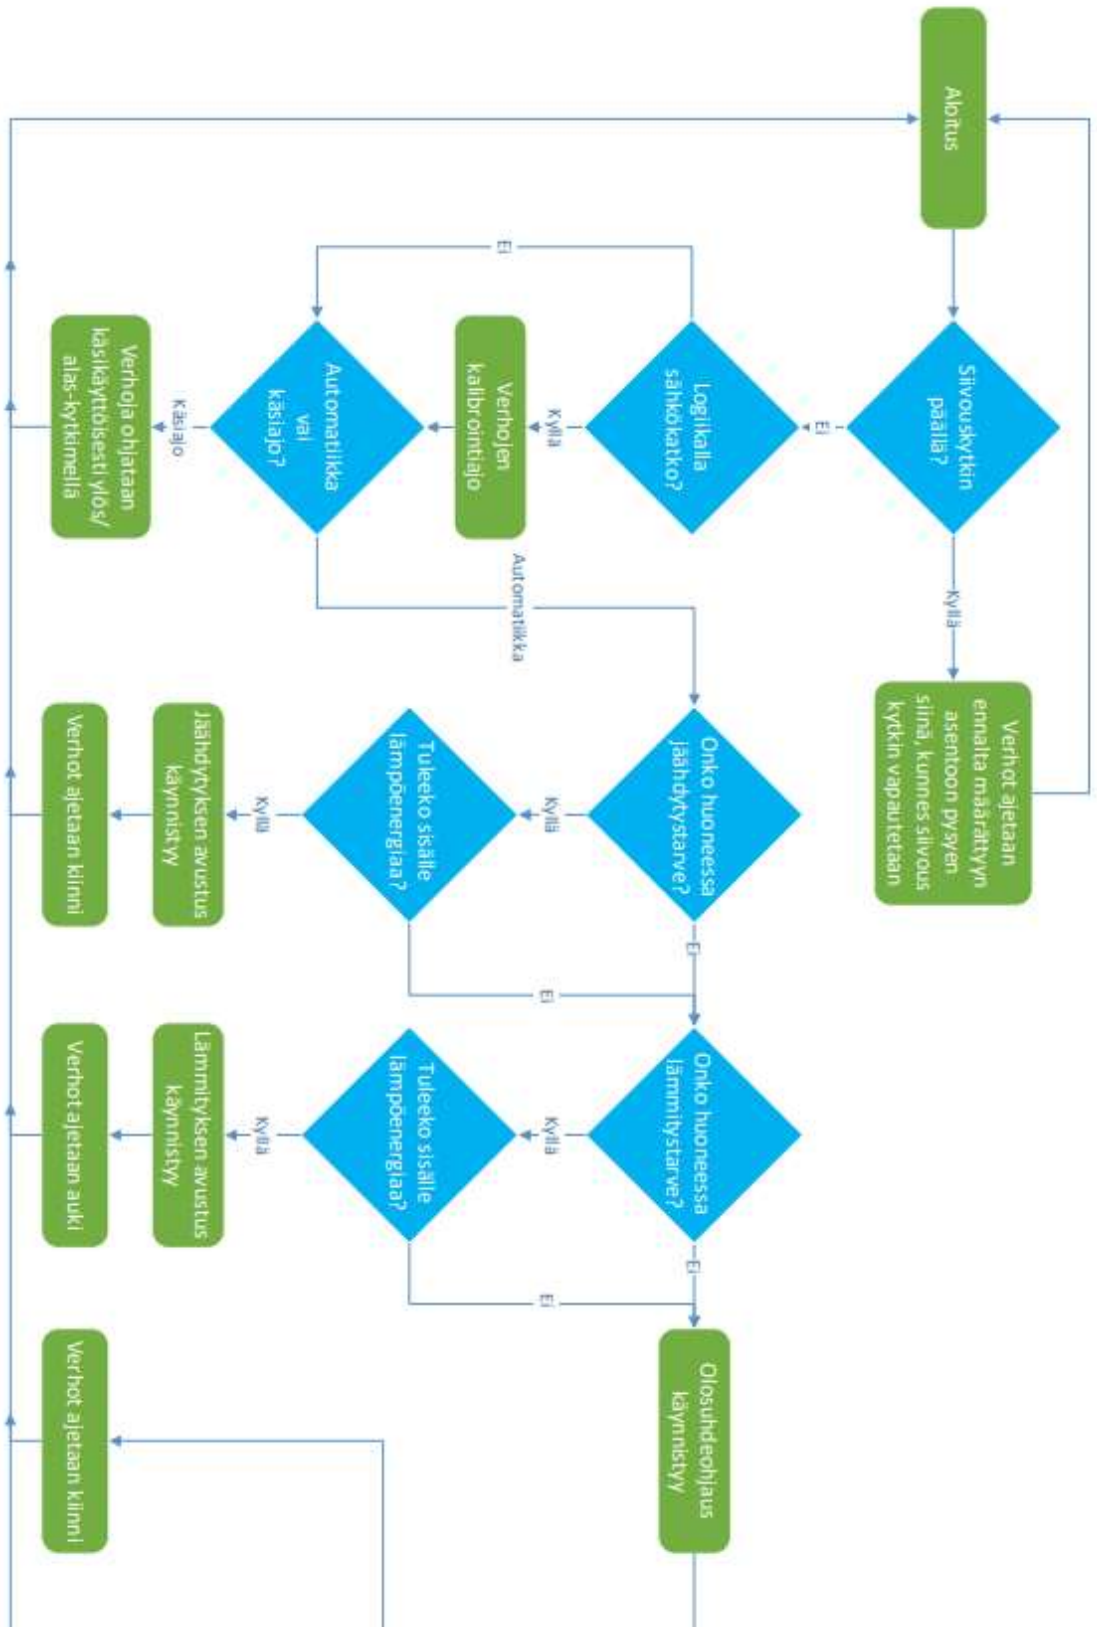 Aloitus
Siivouskytkin
päällä?
Kyllä
Verhot ajetaan
ennalta määrättyyn
asentoon pysyen
siinä, kunnes siivous
kytkin vapautetaan
Ei
Logiikalla
sähkökatko?
Ei
Kyllä
Verhojen
kalibrointiajo
Automatiikka
vai
käsiajo?
Käsiajo
Verhoja ohjataan
käsikäyttöisesti ylös/
alas-kytkimellä
Automatiikka
Onko huoneessa
jäähdytystarve?
Ei
Kyllä
Tuleeko sisälle
lämpöenergiaa?
Ei
Kyllä
Jäähdytyksen avustus
käynnistyy
Verhot ajetaan kiinni
Onko huoneessa
lämmitystarve?
Ei
Kyllä
Tuleeko sisälle
lämpöenergiaa?
Ei
Kyllä
Lämmityksen avustus
käynnistyy
Verhot ajetaan auki
Olosuhdeohjaus
käynnistyy
Verhot ajetaan kiinni